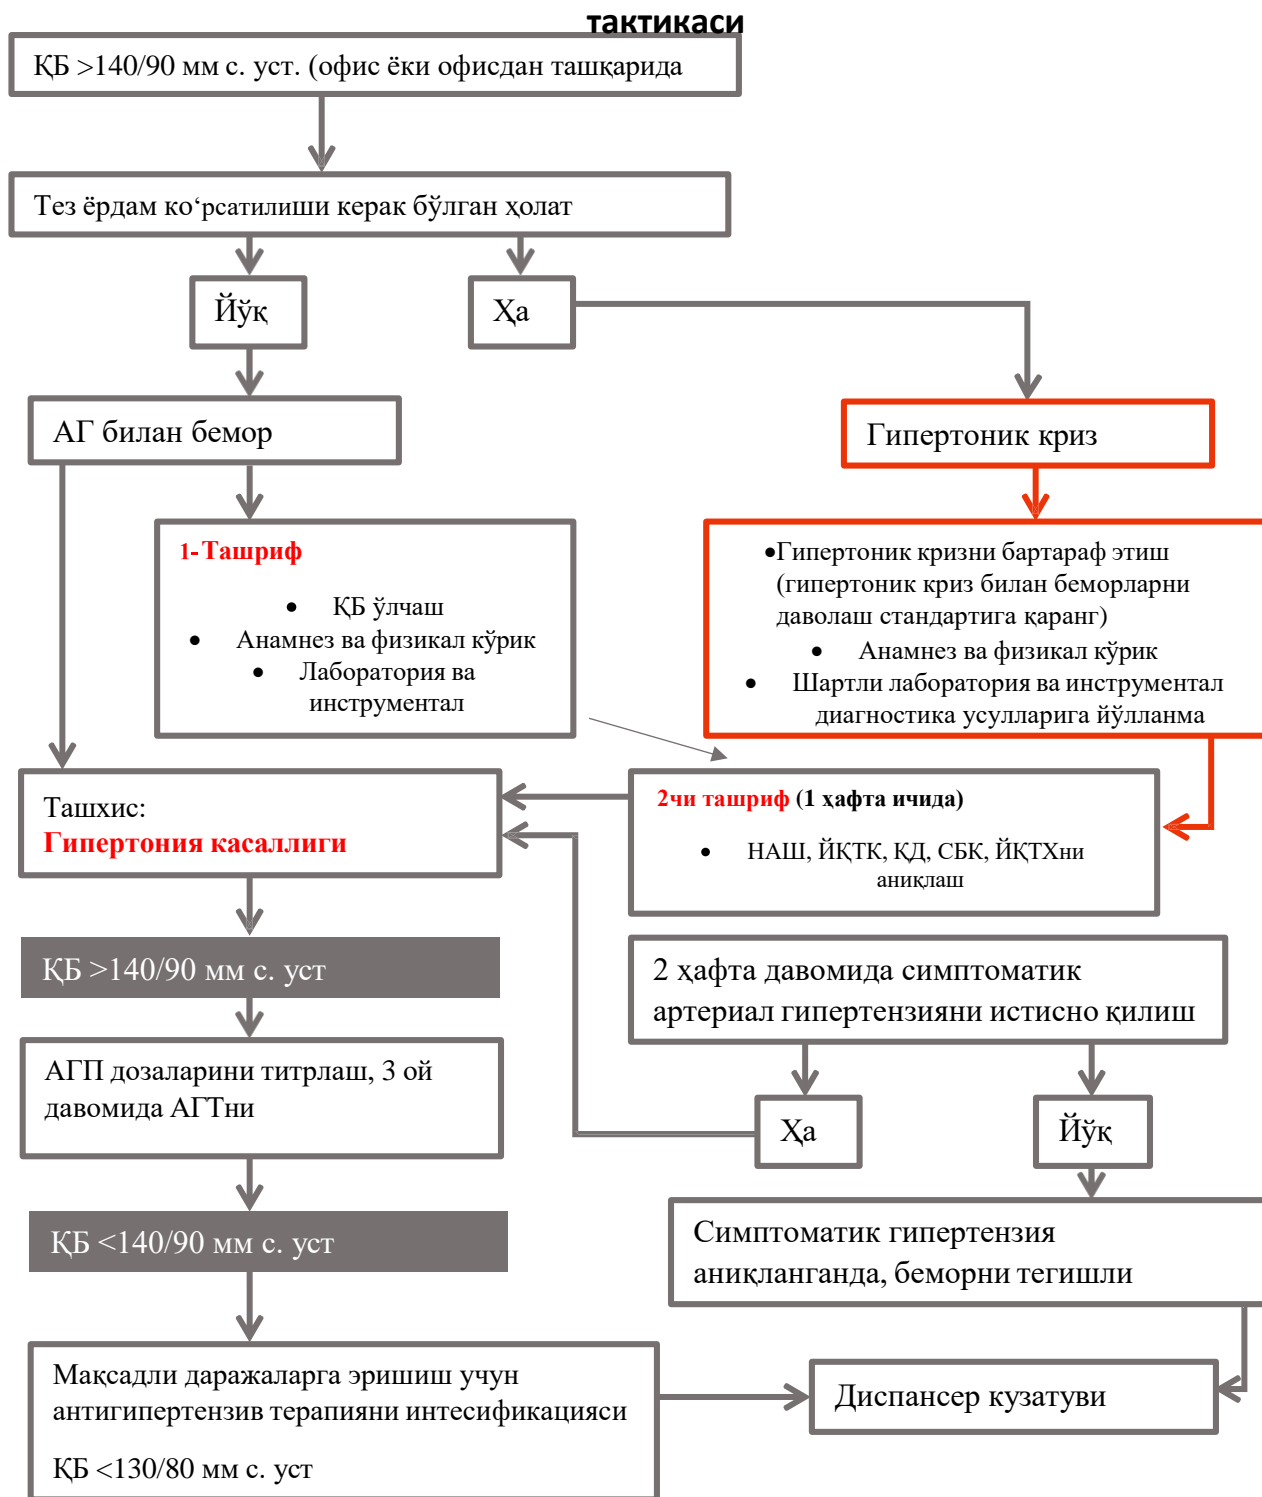 тактикаси
ҚБ >140/90 мм с. уст. (офис ёки офисдан ташқарида
Тез ёрдам ко‘рсатилиши керак бўлган ҳолат
Йўқ
Ҳа
АГ билан бемор
Гипертоник криз
1-Ташриф
• ҚБ ўлчаш
• Анамнез ва физикал кўрик
• Лаборатория ва
инструментал
•Гипертоник кризни бартараф этиш
(гипертоник криз билан беморларни
даволаш стандартига қаранг)
• Анамнез ва физикал кўрик
• Шартли лаборатория ва инструментал
диагностика усулларига йўлланма
Ташхис:
Гипертония касаллиги
2чи ташриф (1 ҳафта ичида)
• НАШ, ЙҚТК, ҚД, СБК, ЙҚТХни
аниқлаш
ҚБ >140/90 мм с. уст
2 ҳафта давомида симптоматик
артериал гипертензияни истисно қилиш
АГП дозаларини титрлаш, 3 ой
давомида АГТни
Ҳа
Йўқ
ҚБ <140/90 мм с. уст
Симптоматик гипертензия
аниқланганда, беморни тегишли
Мақсадли даражаларга эришиш учун
антигипертензив терапияни интесификацияси
ҚБ <130/80 мм с. уст
Диспансер кузатуви